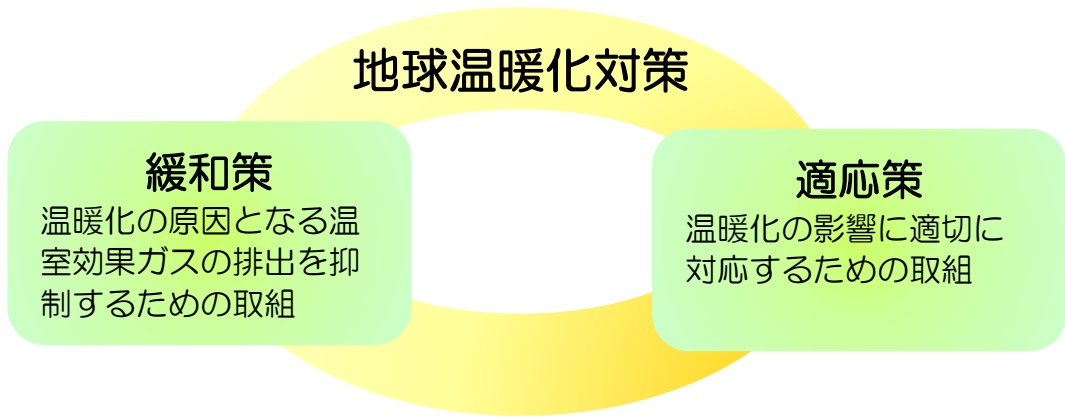 地球温暖化対策
緩和策
温暖化の原因となる温
室効果ガスの排出を抑
制するための取組
適応策
温暖化の影響に適切に
対応するための取組